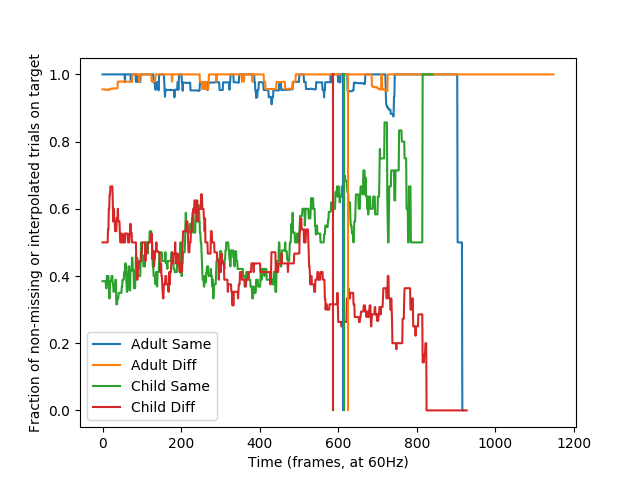 Fraction of non-missing or interpolated trials on target
1.0
0.8
0.6
0.4
0.2
0.0
Adult Same
Adult Diff
Child Same
Child Diff
0 200 400 600 800 1000 1200
Time (frames, at 60Hz)